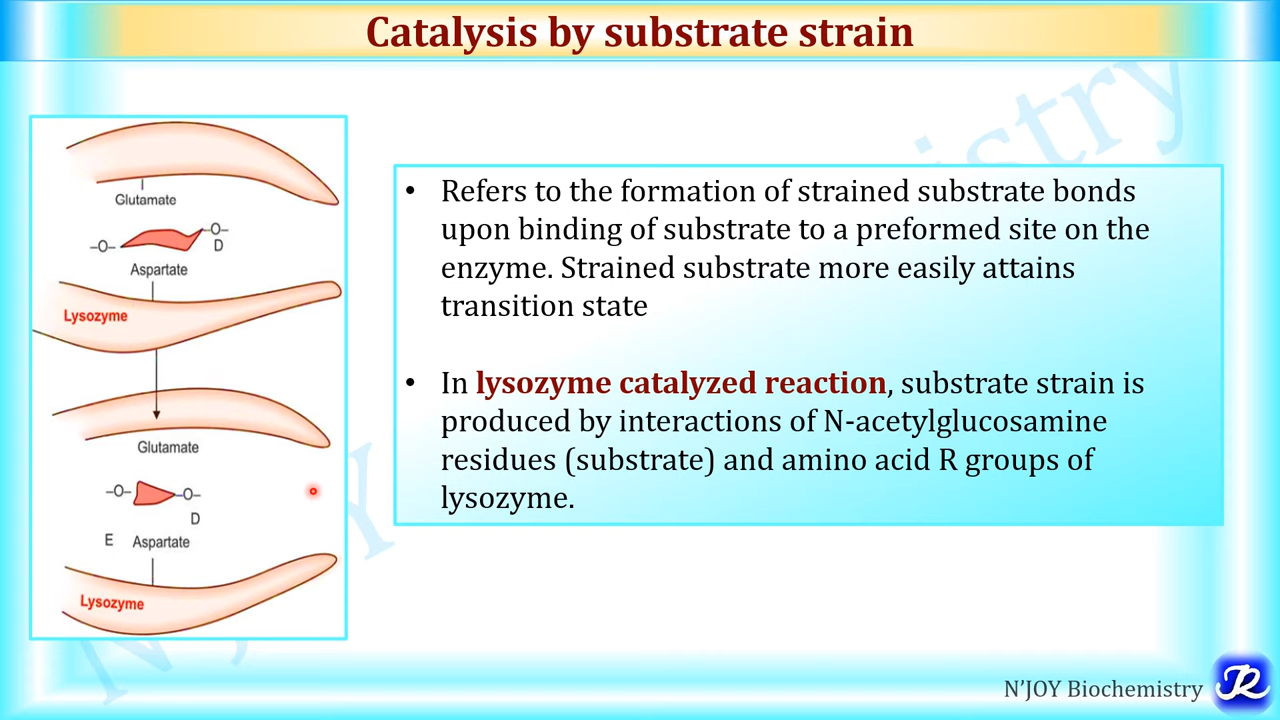 Catalysis by substrate strain
Glutamate
–O–
–O–
D
Aspartate
Lysozyme
Glutamate
–O–
–O–
D
E
Aspartate
Lysozyme
• Refers to the formation of strained substrate bonds
upon binding of substrate to a preformed site on the
enzyme. Strained substrate more easily attains
transition state
• In lysozyme catalyzed reaction, substrate strain is
produced by interactions of N-acetylglucosamine
residues (substrate) and amino acid R groups of
lysozyme.
N'JOY Biochemistry